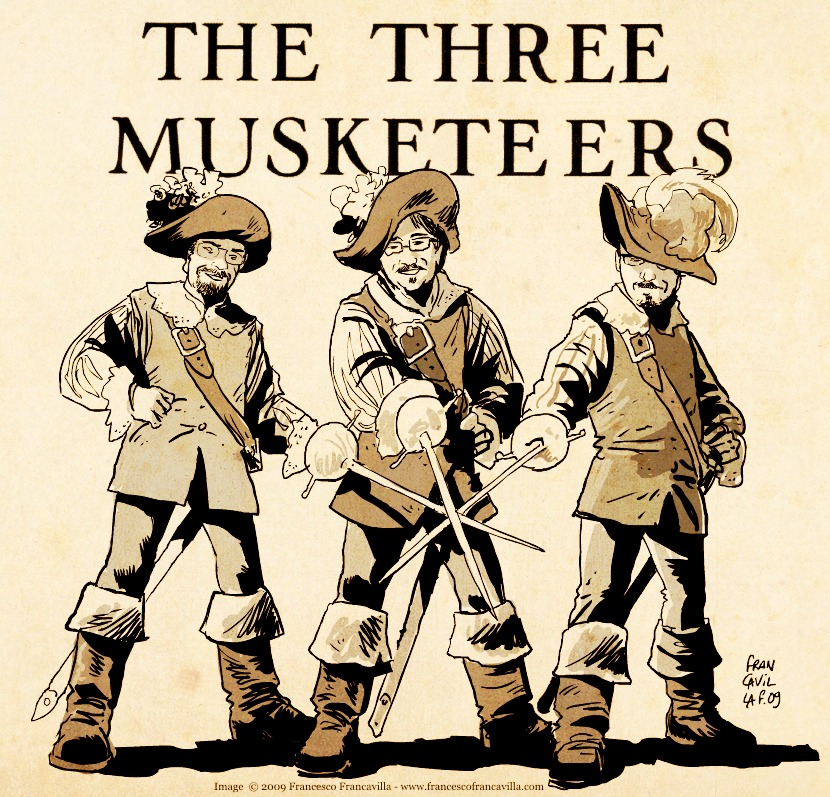 THE THREE
MUSKETEERS
FRAN
CAVIL
LA F. 09
Image © 2009 Francesco Francavilla - www.francescofrancavilla.com